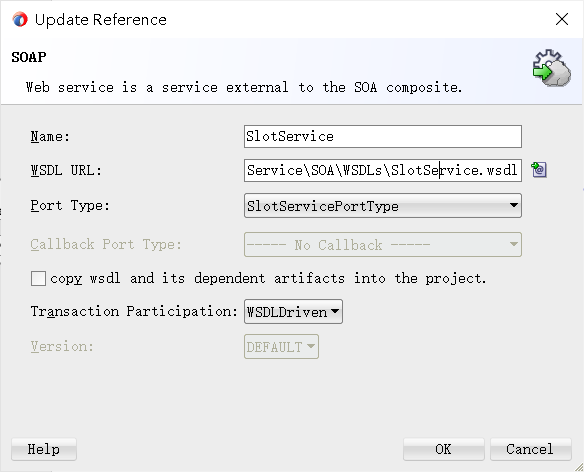 Update Reference
SOAP
Web service is a service external to the SOA composite.
Name: SlotService
WSDL URL: Service\SOA\WSDLs\SlotService.wsdl
Port Type: SlotServicePortType
Callback Port Type: ----- No Callback -----
copy wsdl and its dependent artifacts into the project.
Transaction Participation: WSDLDriven
Version: DEFAULT
Help OK Cancel